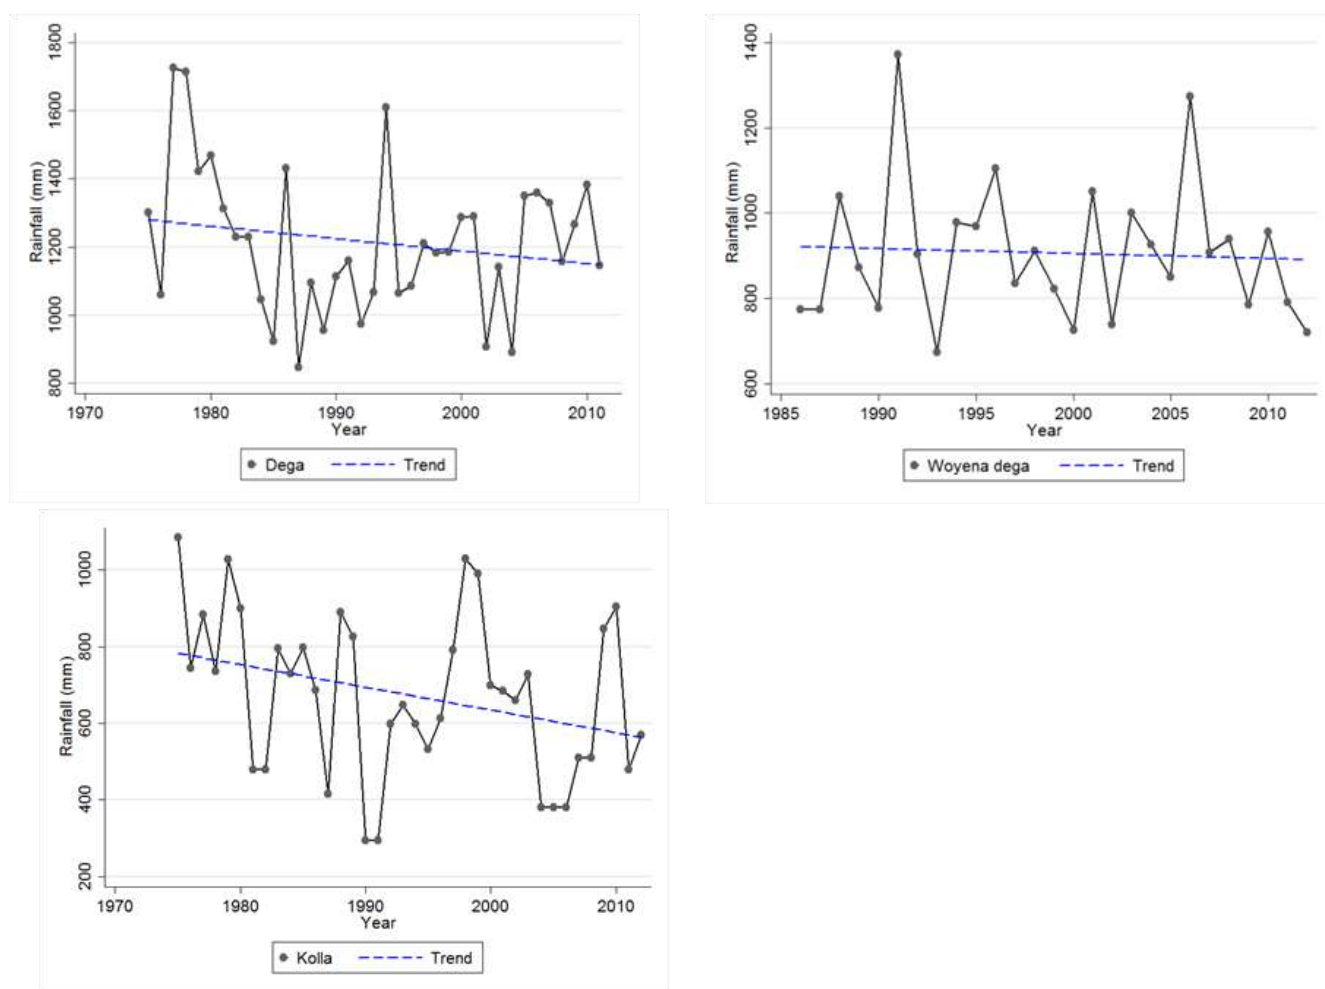 1800
1600
1400
1200
1000
800
Rainfall (mm)
1970 1980 1990 2000 2010
Year
Dega Trend
1400
1200
1000
800
600
Rainfall (mm)
1985 1990 1995 2000 2005 2010
Year
Woyena dega Trend
1000
800
600
400
200
Rainfall (mm)
1970 1980 1990 2000 2010
Year
Kolla Trend